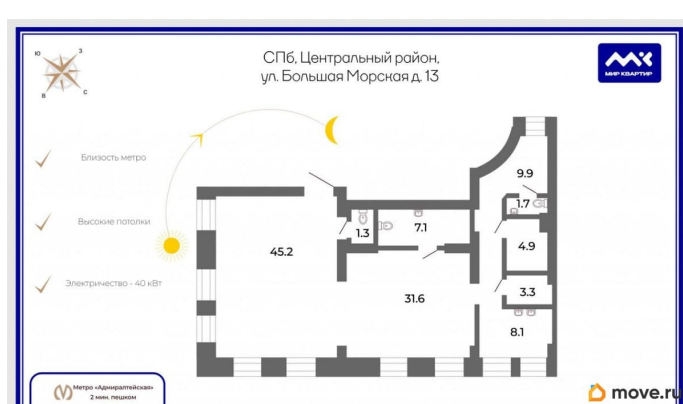 СПб, Центральный район,
ул. Большая Морская д. 13
МИР КВАРТИР
Ю
З
В
С
Близость метро
Высокие потолки
Электричество - 40 кВт
9.9
1.7
1.3
7.1
4.9
45.2
31.6
3.3
8.1
Метро «Адмиралтейская»
2 мин. пешком
move.ru